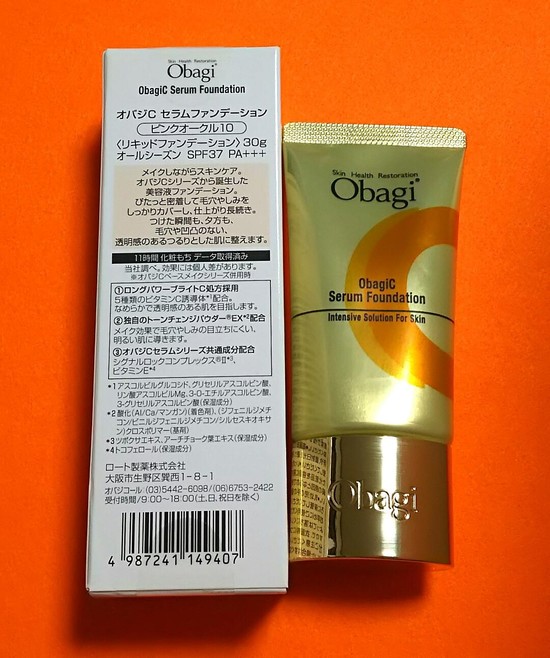 Skin Health Restoration
Obagi
ObagiC Serum Foundation
オバジC セラムファンデーション
ピンクオークル10
〈リキッドファンデーション〉30g
オールシーズン SPF37 PA+++
メイクしながらスキンケア。
オバジCシリーズから誕生した
美容液ファンデーション。
ぴたっと密着して毛穴やしみを
しっかりカバーし、仕上がり長続き。
つけた瞬間も、夕方も、
毛穴や凹凸のない、
透明感のあるつるりとした肌に整えます。
11時間 化粧もち データ取得済み
当社調べ。効果には個人差があります。
※オバジCベースメイクシリーズ併用時
①ロングパワーブライトC処方採用
5種類のビタミンC誘導体*1配合。
なめらかで透明感のある肌を目指します。
②独自のトーンチェンジパウダー®EX*2配合
メイク効果で毛穴やしみの目立ちにくい、
明るい肌に導きます。
③オバジCセラムシリーズ共通成分配合
シグナルロックコンプレックス®Ⅱ*3、
ビタミンE*4
*1 アスコルビルグルコシド、グリセリルアスコルビン酸、
リン酸アスコルビルMg、3-O-エチルアスコルビン酸、
3-グリセリルアスコルビン酸(保湿成分)
*2 酸化(Al/Ca/マンガン)(着色剤)、(ジフェニルジメチ
コン/ビニルジフェニルジメチコン/シルセスキオキサ
ン)クロスポリマー(基剤)
*3 ツボクサエキス、アーチチョーク葉エキス(保湿成分)
*4 トコフェロール(保湿成分)
ロート製薬株式会社
大阪市生野区巽西1-8-1
オバジコール(03)5442-6098/(06)6753-2422
受付時間/9:00~18:00(土、日、祝日を除く)
4 987241 149407
Skin Health Restoration
Obagi
ObagiC
Serum Foundation
Intensive Solution For Skin
Obagi